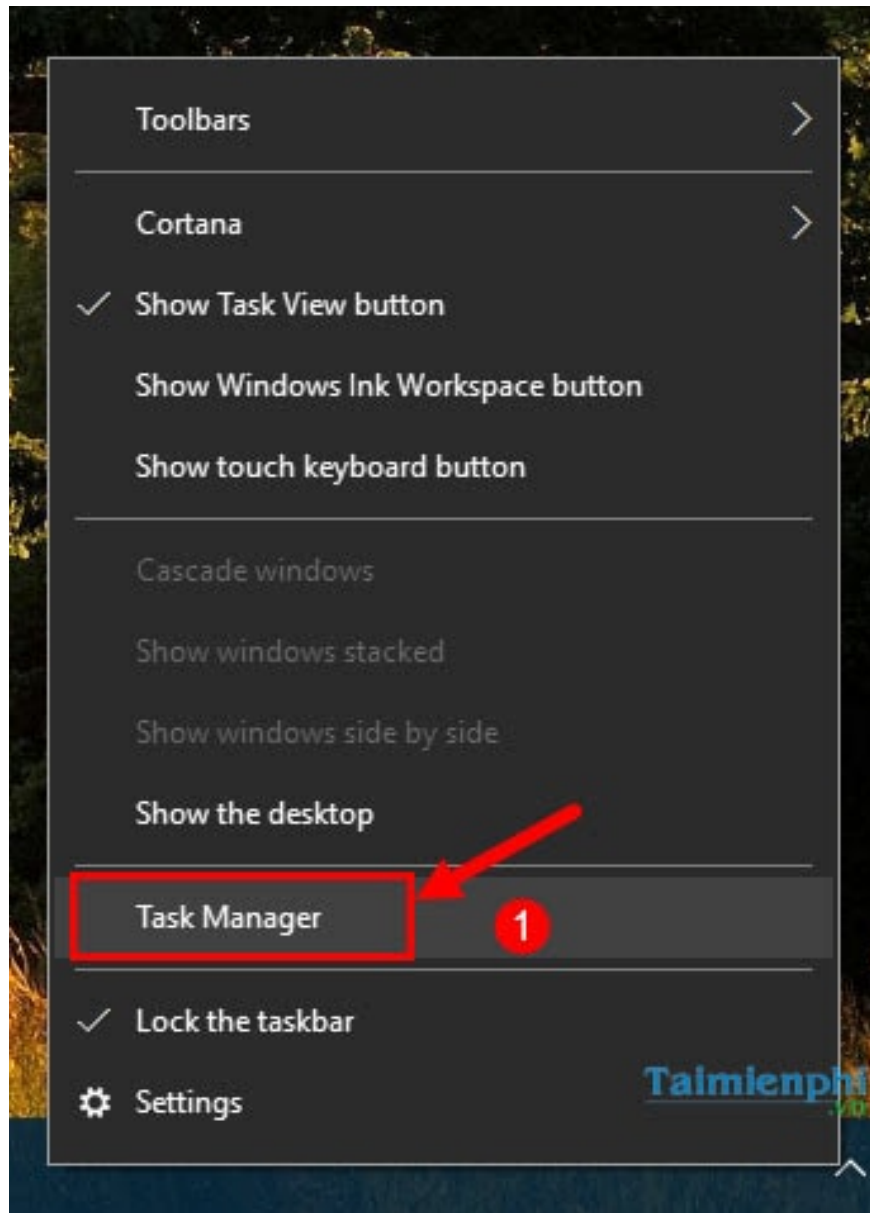 Toolbars
Cortana
Show Task View button
Show Windows Ink Workspace button
Show touch keyboard button
Cascade windows
Show windows stacked
Show windows side by side
Show the desktop
Task Manager
1
Lock the taskbar
Settings
Taimienphi
.vn